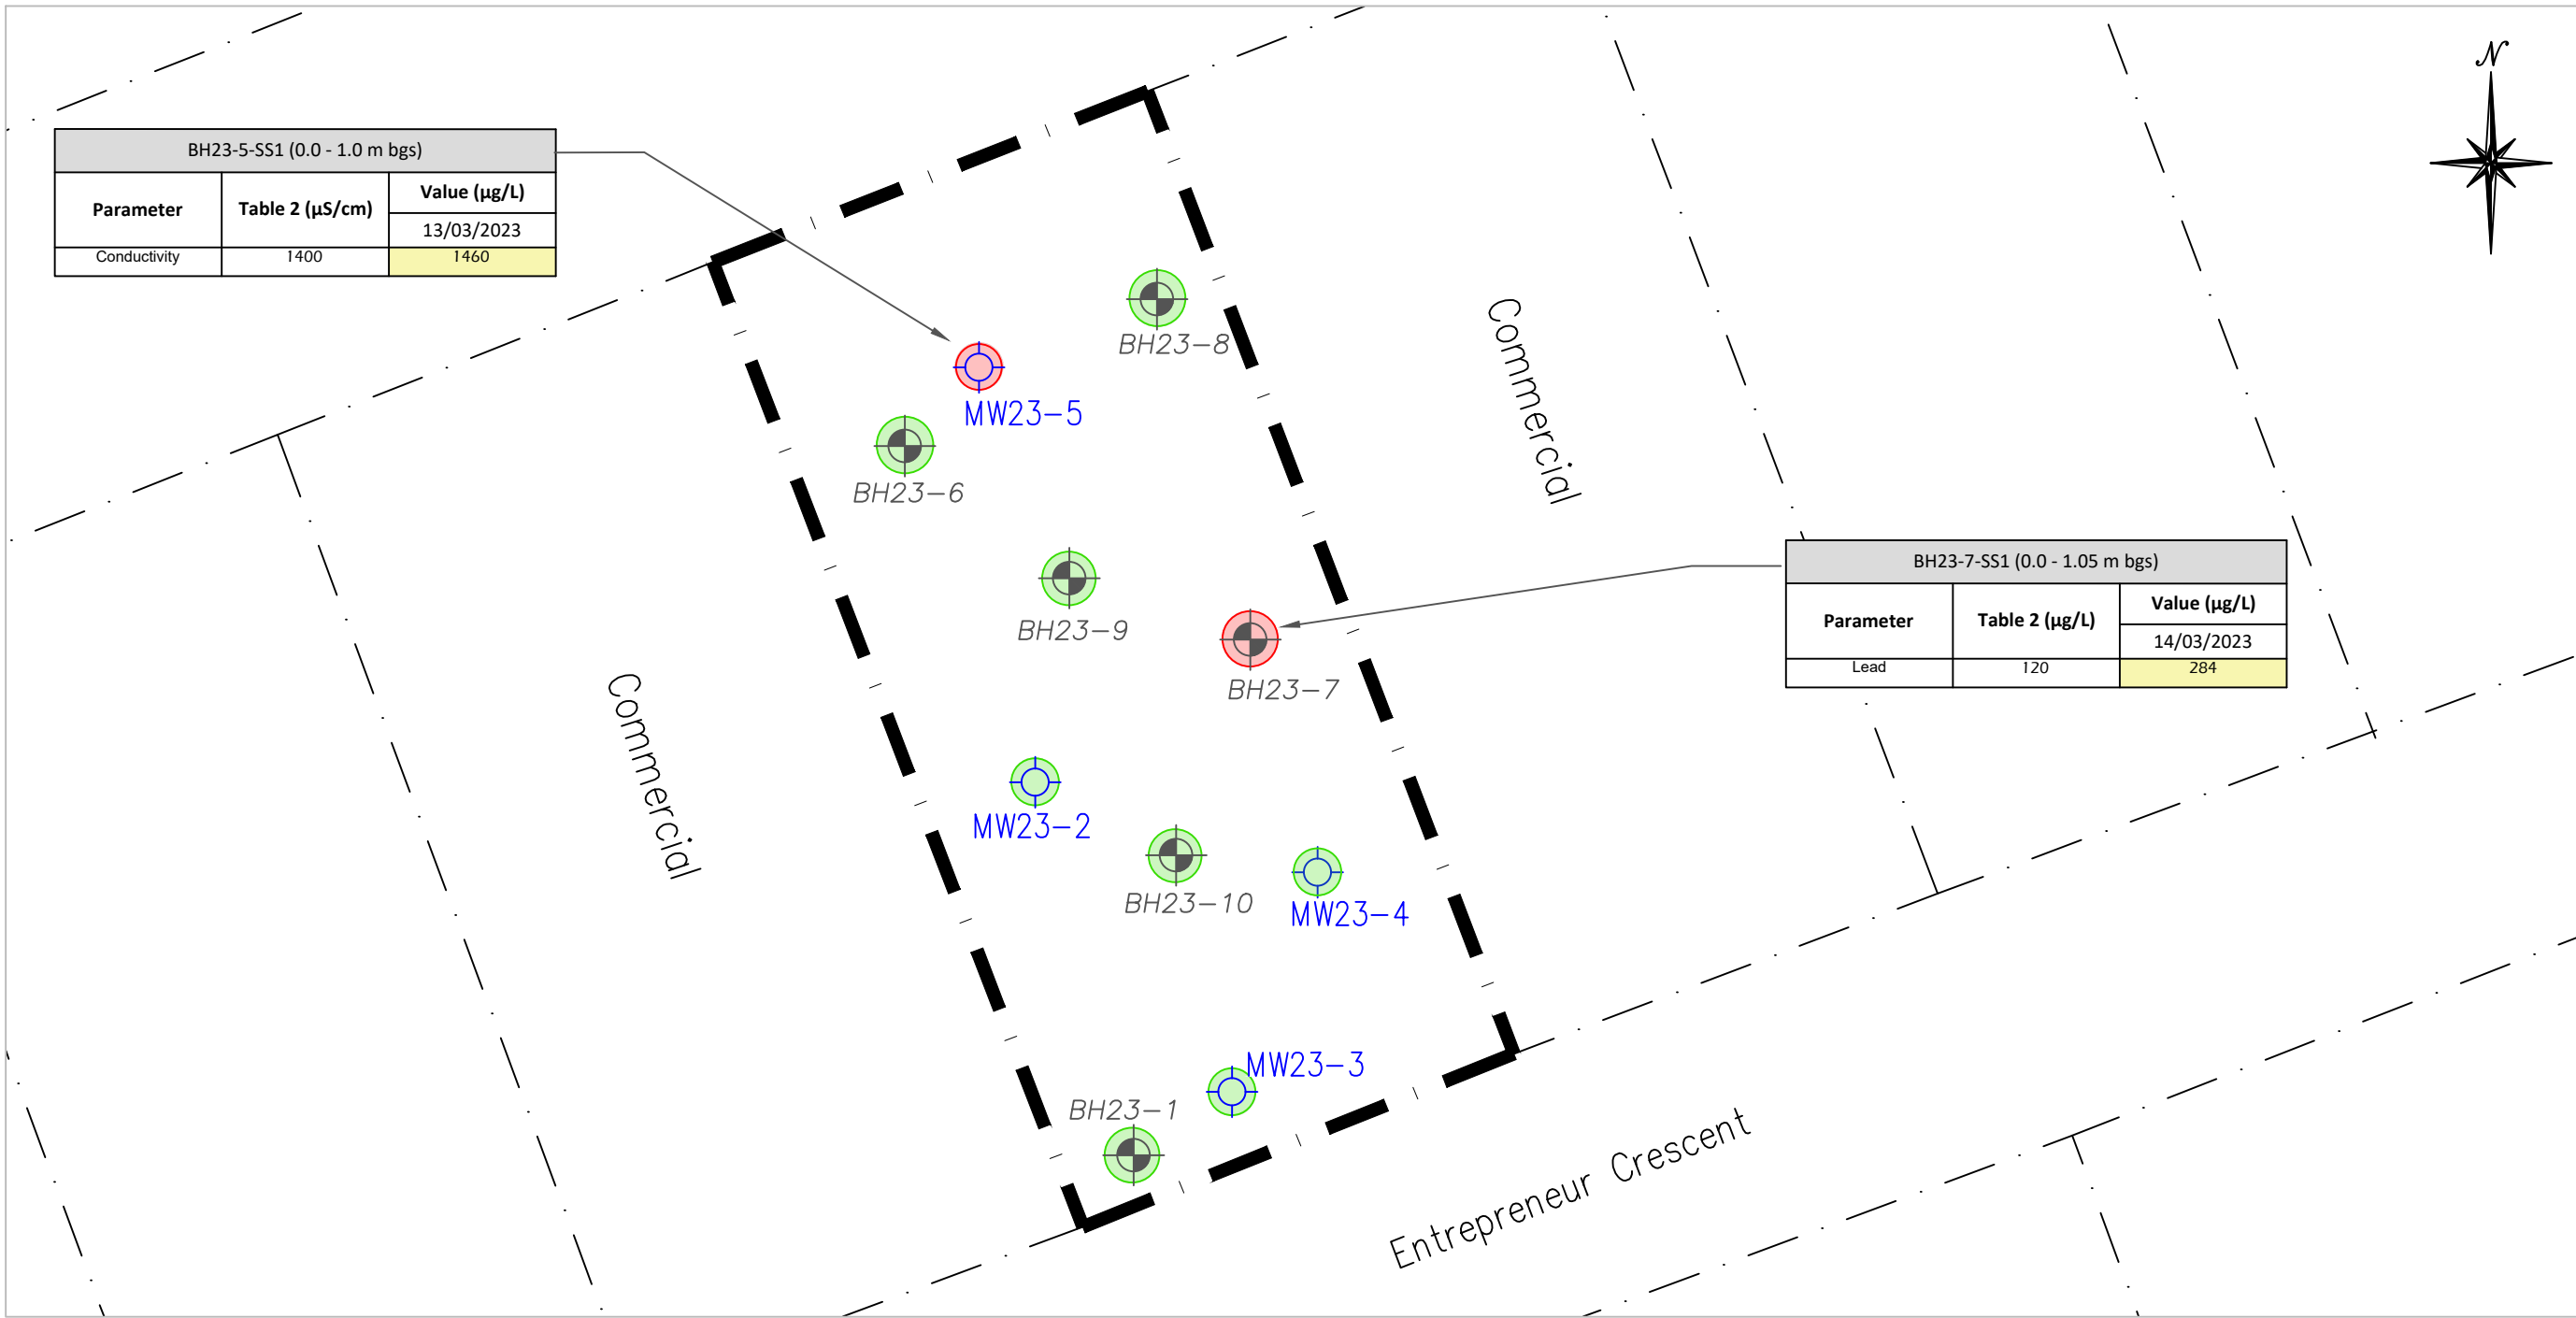 N
BH23-5-SS1 (0.0 - 1.0 m bgs)
Parameter
Table 2 (µS/cm)
Value (µg/L)
13/03/2023
Conductivity
1400
1460
BH23-8
MW23-5
BH23-6
Commercial
BH23-7-SS1 (0.0 - 1.05 m bgs)
Parameter
Table 2 (µg/L)
Value (µg/L)
14/03/2023
Lead
120
284
BH23-9
BH23-7
Commercial
MW23-2
BH23-10
MW23-4
MW23-3
BH23-1
Entrepreneur Crescent